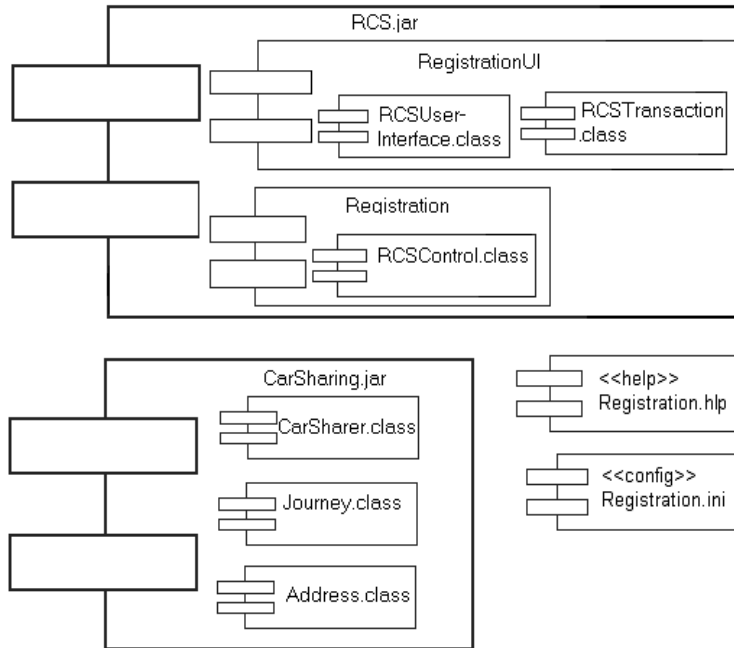 RCS.jar
RegistrationUI
RCSUser-
Interface.class
RCSTransaction
.class
Registration
RCSControl.class
CarSharing.jar
CarSharer.class
Journey.class
Address.class
<<help>>
Registration.hlp
<<config>>
Registration.ini